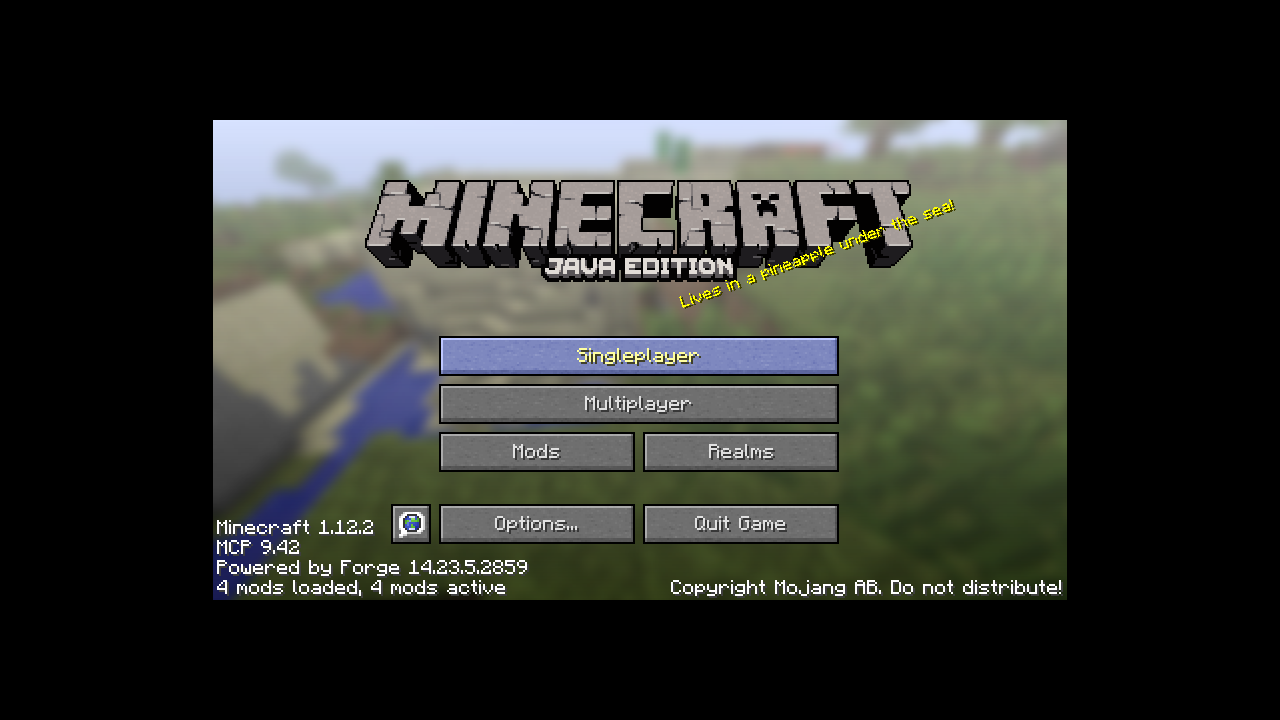 MINECRAFT
JAVA EDITION
Lives in a pineapple under the sea!
Singleplayer
Multiplayer
Mods
Realms
Options...
Quit Game
Minecraft 1.12.2
MCP 9.42
Powered by Forge 14.23.5.2859
4 mods loaded, 4 mods active
Copyright Mojang AB. Do not distribute!